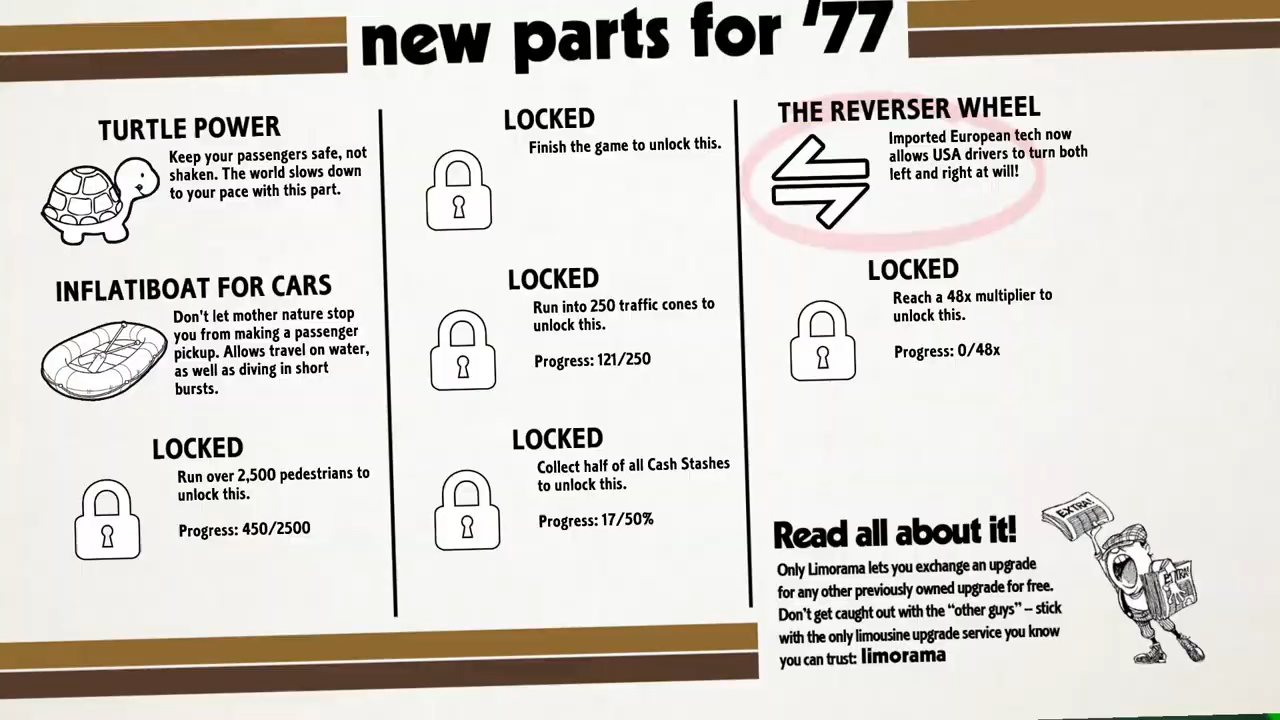 new parts for '77
TURTLE POWER
Keep your passengers safe, not
shaken. The world slows down
to your pace with this part.
INFLATIBOAT FOR CARS
Don't let mother nature stop
you from making a passenger
pickup. Allows travel on water,
as well as diving in short
bursts.
LOCKED
Run over 2,500 pedestrians to
unlock this.
Progress: 450/2500
LOCKED
Finish the game to unlock this.
LOCKED
Run into 250 traffic cones to
unlock this.
Progress: 121/250
LOCKED
Collect half of all Cash Stashes
to unlock this.
Progress: 17/50%
THE REVERSER WHEEL
Imported European tech now
allows USA drivers to turn both
left and right at will!
LOCKED
Reach a 48x multiplier to
unlock this.
Progress: 0/48x
Read all about it!
Only Limorama lets you exchange an upgrade
for any other previously owned upgrade for free.
Don't get caught out with the "other guys" – stick
with the only limousine upgrade service you know
you can trust: limorama
EXTRA!